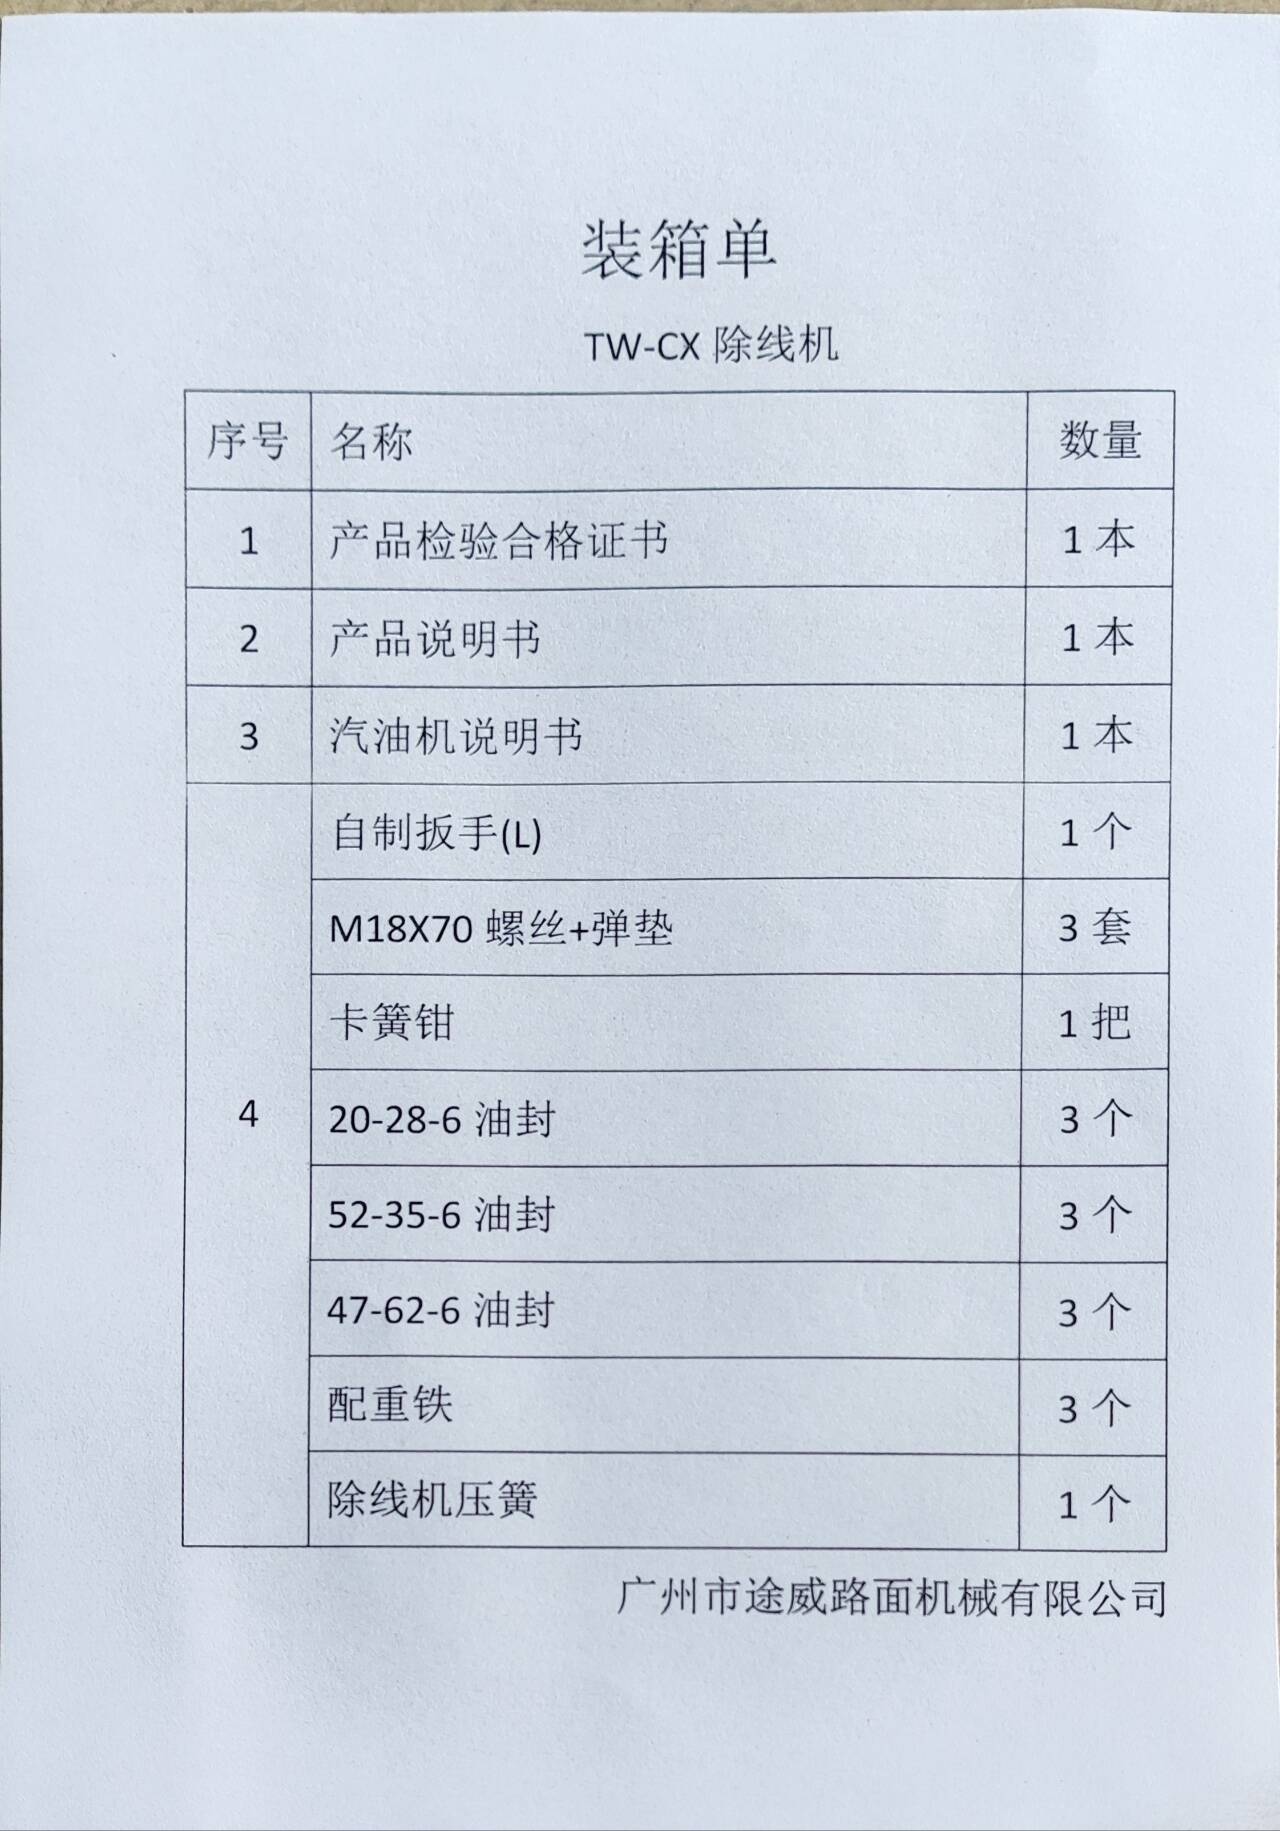 装箱单
TW-CX 除线机
序号 名称 数量
1 产品检验合格证书 1 本
2 产品说明书 1 本
3 汽油机说明书 1 本
自制扳手(L) 1 个
M18X70 螺丝+弹垫 3 套
卡簧钳 1 把
4 20-28-6 油封 3 个
52-35-6 油封 3 个
47-62-6 油封 3 个
配重铁 3 个
除线机压簧 1 个
广州市途威路面机械有限公司